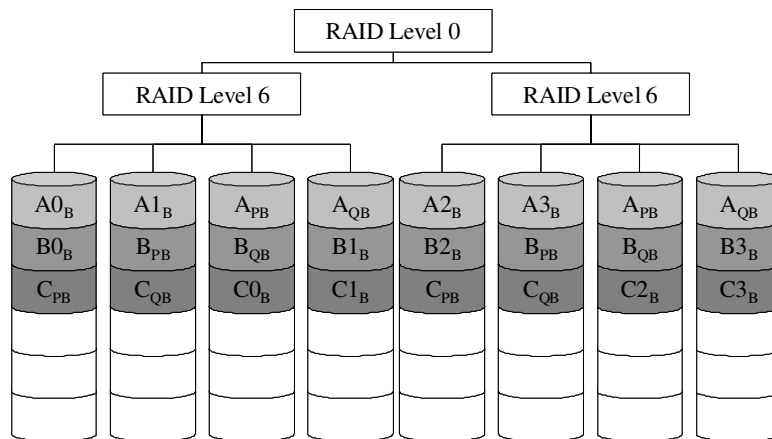 RAID Level 0
RAID Level 6 RAID Level 6
A0B A1B APB AQB A2B A3B APB AQB
B0B BPB BQB B1B B2B BPB BQB B3B
CPB CQB C0B C1B CPB CQB C2B C3B